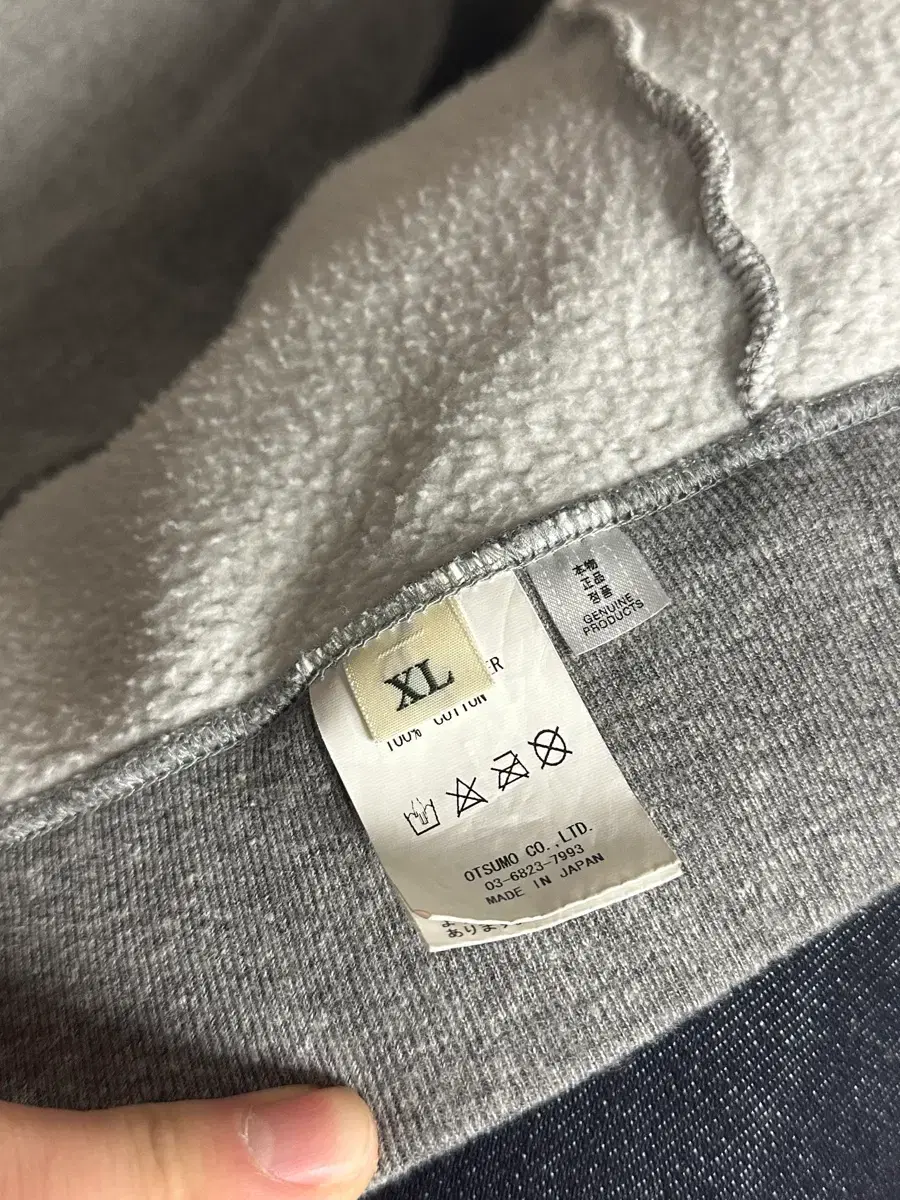 本物
正品
정품
GENUINE
PRODUCTS
XL
100% COTTON
OTSUMO CO.,LTD.
03-6823-7993
MADE IN JAPAN